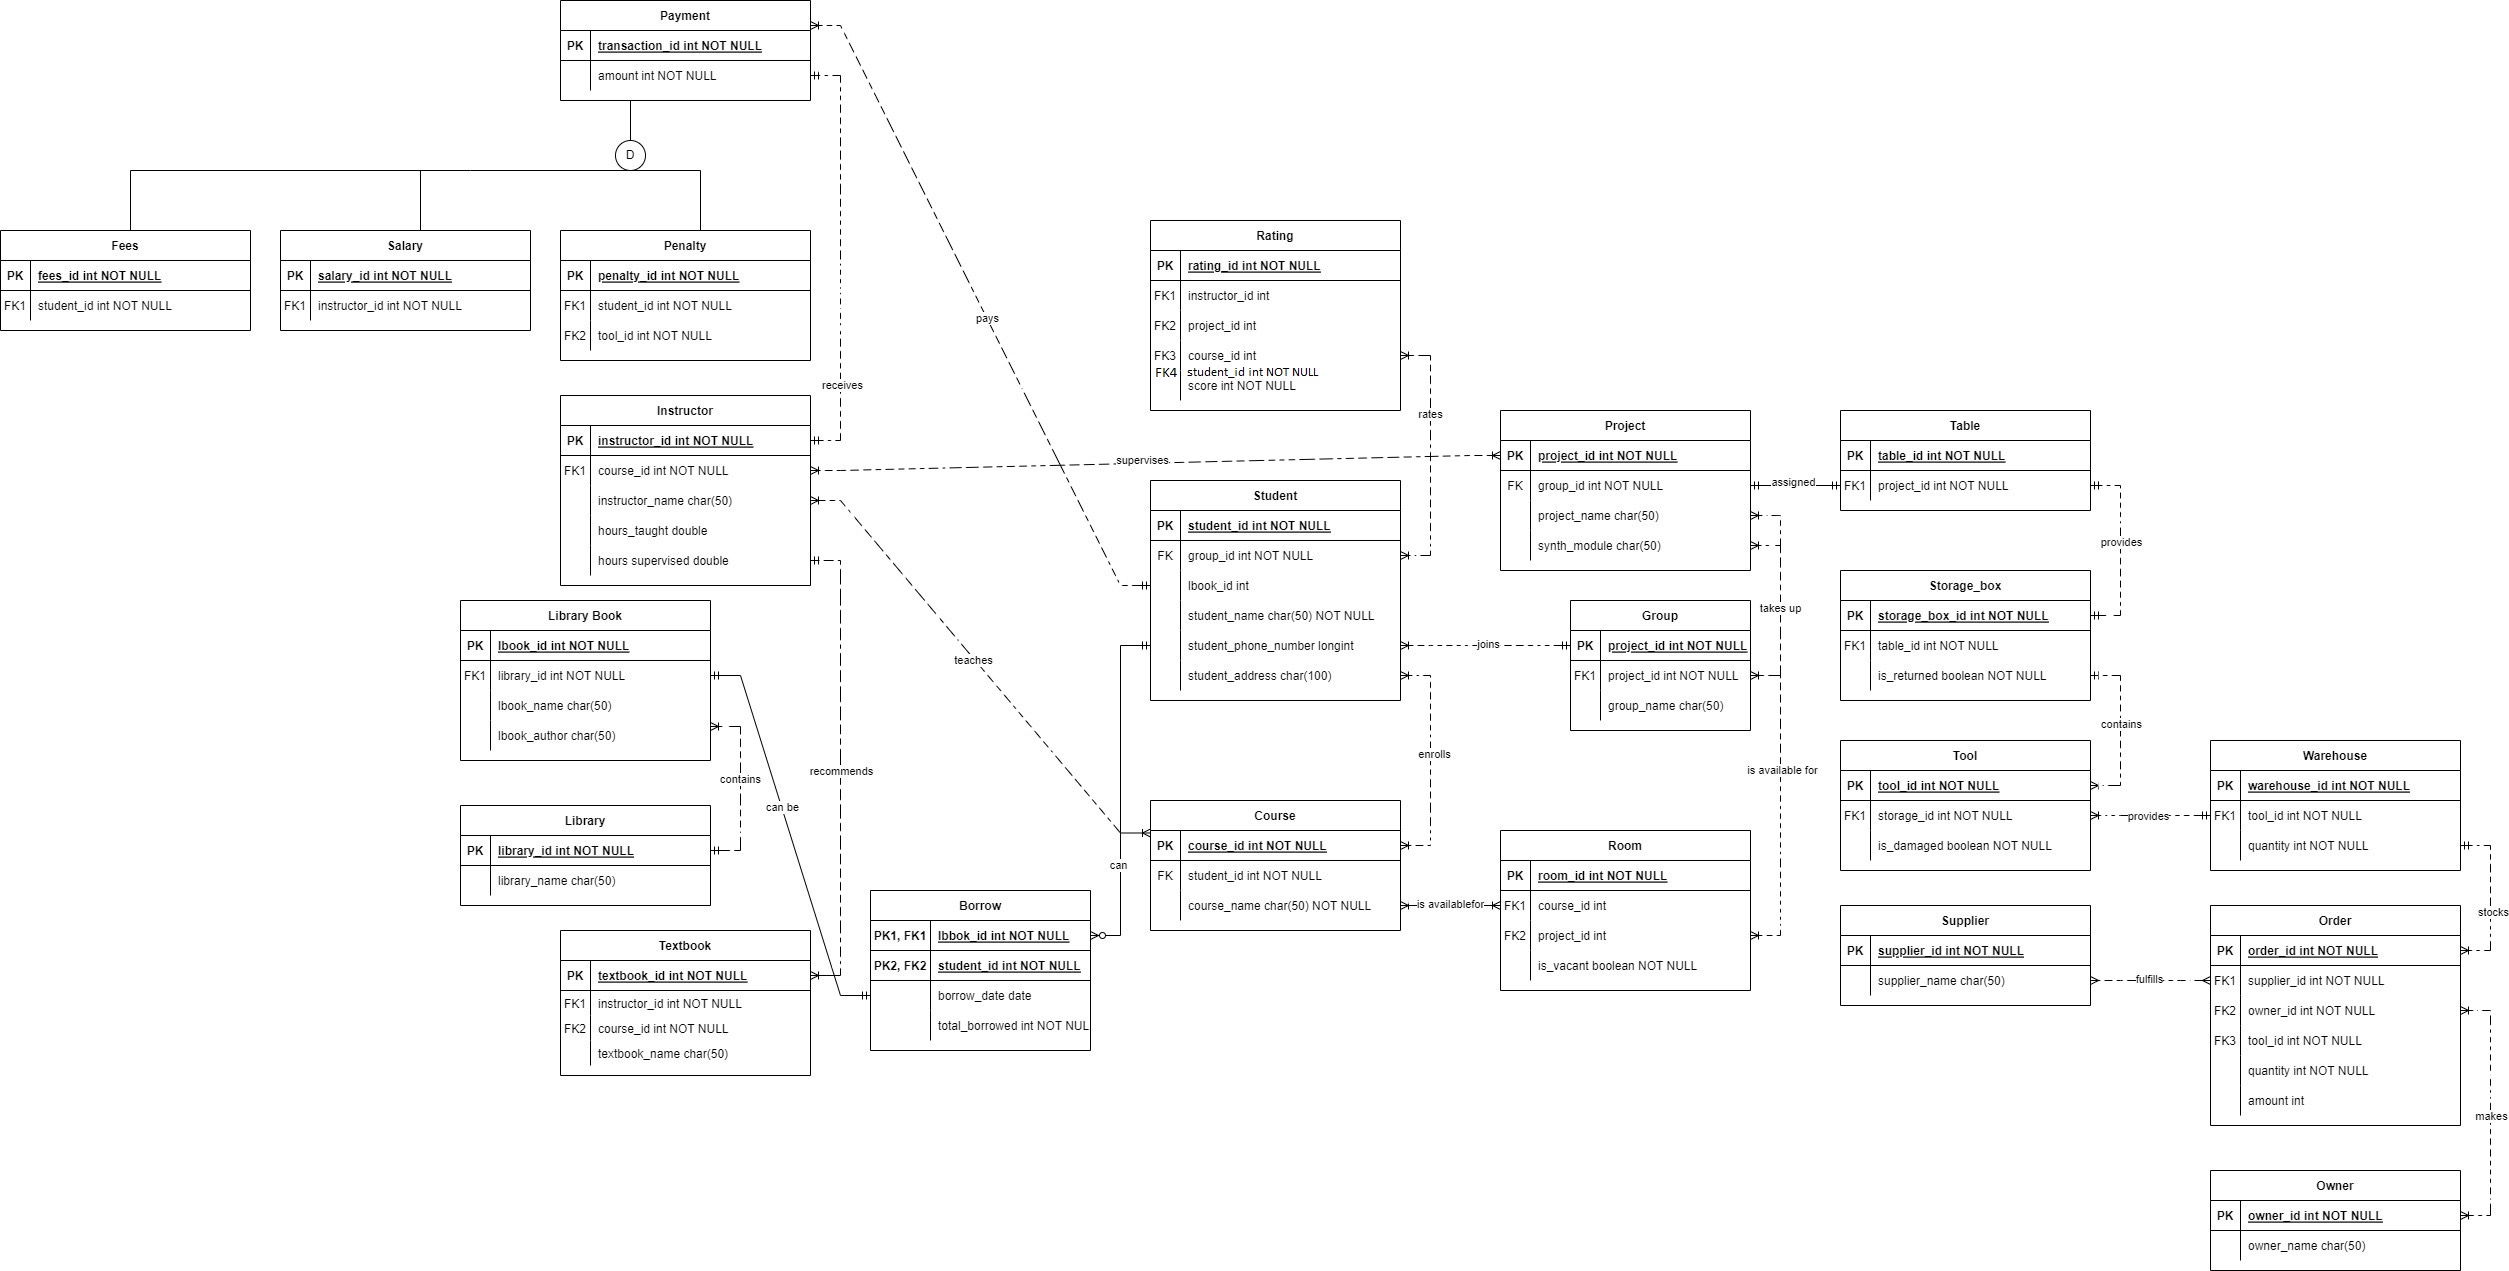 Payment
PK transaction_id int NOT NULL
amount int NOT NULL
D
Fees
PK fees_id int NOT NULL
FK1 student_id int NOT NULL
Salary
PK salary_id int NOT NULL
FK1 instructor_id int NOT NULL
Penalty
PK penalty_id int NOT NULL
FK1 student_id int NOT NULL
FK2 tool_id int NOT NULL
pays
receives
Rating
PK rating_id int NOT NULL
FK1 instructor_id int
FK2 project_id int
FK3 course_id int
FK4 student_id int NOT NULL
score int NOT NULL
rates
Instructor
PK instructor_id int NOT NULL
FK1 course_id int NOT NULL
instructor_name char(50)
hours_taught double
hours supervised double
supervises
Project
PK project_id int NOT NULL
FK group_id int NOT NULL
project_name char(50)
synth_module char(50)
assigned
Table
PK table_id int NOT NULL
FK1 project_id int NOT NULL
provides
Student
PK student_id int NOT NULL
FK group_id int NOT NULL
lbook_id int
student_name char(50) NOT NULL
student_phone_number longint
student_address char(100)
joins
Group
PK project_id int NOT NULL
FK1 project_id int NOT NULL
group_name char(50)
takes up
Storage_box
PK storage_box_id int NOT NULL
FK1 table_id int NOT NULL
is_returned boolean NOT NULL
contains
Library Book
PK lbook_id int NOT NULL
FK1 library_id int NOT NULL
lbook_name char(50)
lbook_author char(50)
contains
can be
recommends
teaches
enrolls
is available for
Library
PK library_id int NOT NULL
library_name char(50)
Tool
PK tool_id int NOT NULL
FK1 storage_id int NOT NULL
is_damaged boolean NOT NULL
provides
Warehouse
PK warehouse_id int NOT NULL
FK1 tool_id int NOT NULL
quantity int NOT NULL
stocks
Course
PK course_id int NOT NULL
FK student_id int NOT NULL
course_name char(50) NOT NULL
can
is availablefor
Room
PK room_id int NOT NULL
FK1 course_id int
FK2 project_id int
is_vacant boolean NOT NULL
Textbook
PK textbook_id int NOT NULL
FK1 instructor_id int NOT NULL
FK2 course_id int NOT NULL
textbook_name char(50)
Borrow
PK1, FK1 lbbok_id int NOT NULL
PK2, FK2 student_id int NOT NULL
borrow_date date
total_borrowed int NOT NUL
Supplier
PK supplier_id int NOT NULL
supplier_name char(50)
fulfills
Order
PK order_id int NOT NULL
FK1 supplier_id int NOT NULL
FK2 owner_id int NOT NULL
FK3 tool_id int NOT NULL
quantity int NOT NULL
amount int
makes
Owner
PK owner_id int NOT NULL
owner_name char(50)